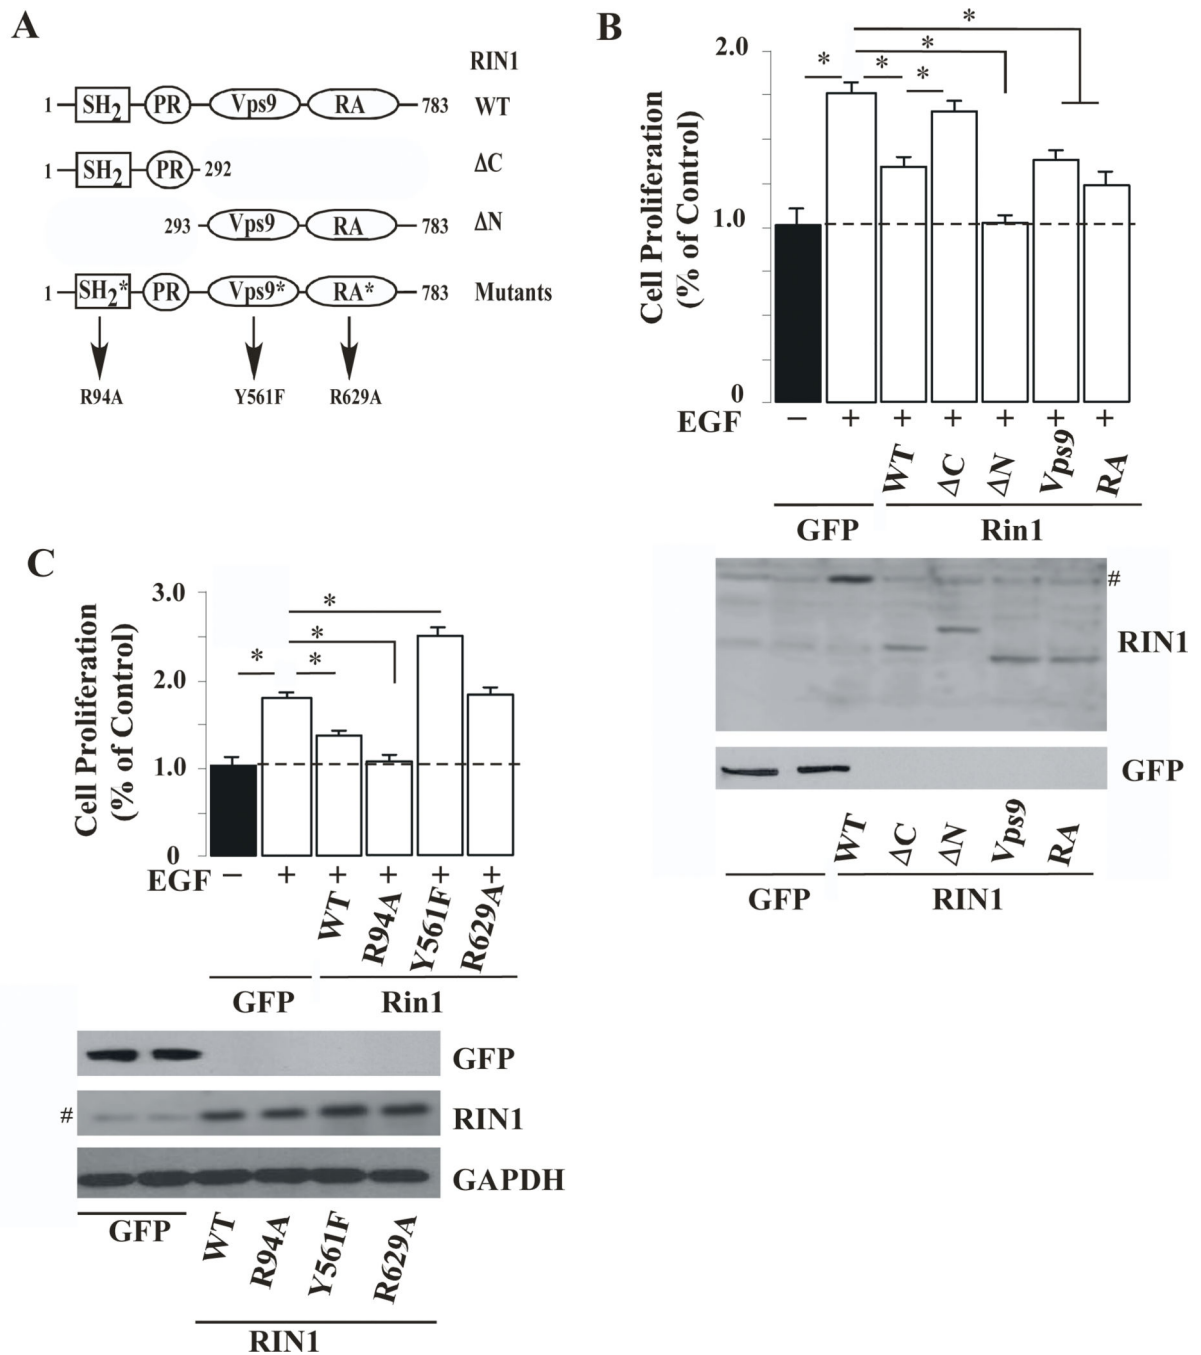 A
RIN1
1 SH2 PR Vps9 RA 783 WT
1 SH2 PR 292 ΔC
293 Vps9 RA 783 ΔN
1 SH2* PR Vps9* RA* 783 Mutants
R94A Y561F R629A
B
Cell Proliferation
(% of Control)
2.0
1.0
0
* * * * *
EGF − + + + + + +
WT ΔC ΔN Vps9 RA
GFP Rin1
#
RIN1
GFP
WT ΔC ΔN Vps9 RA
GFP RIN1
C
Cell Proliferation
(% of Control)
3.0
2.0
1.0
0
* * * *
EGF − + + + + +
WT R94A Y561F R629A
GFP Rin1
GFP
# RIN1
GAPDH
GFP WT R94A Y561F R629A
RIN1